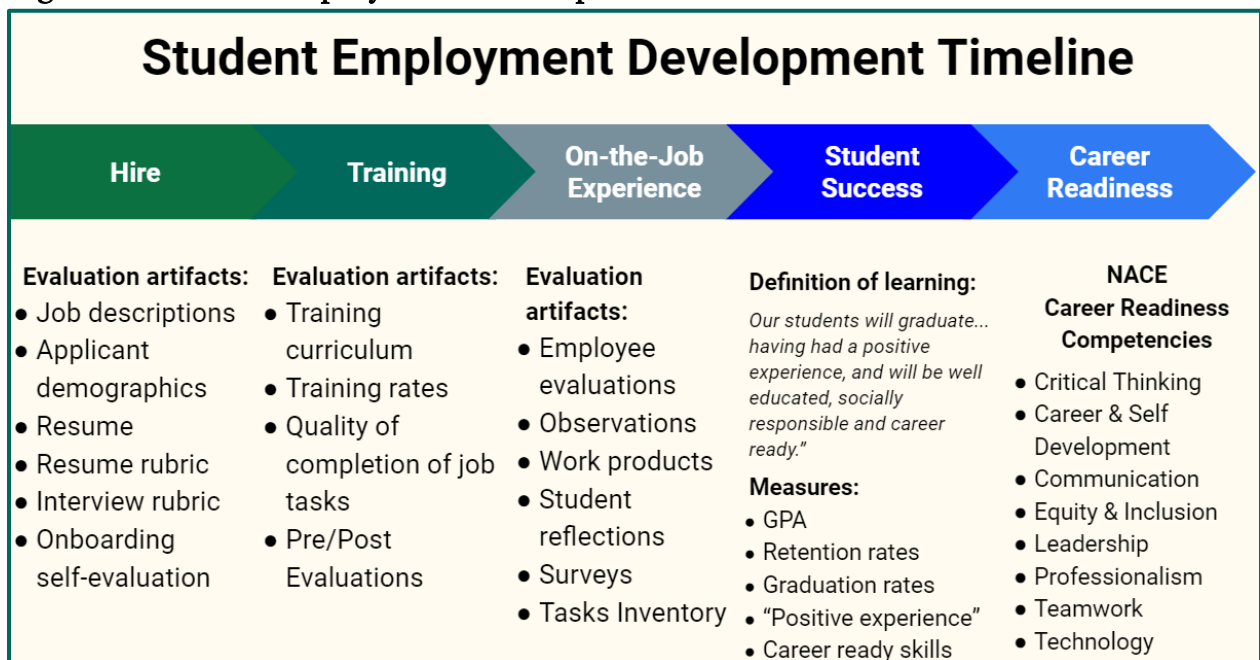 Student Employment Development Timeline
Hire
Training
On-the-Job
Experience
Student
Success
Career
Readiness
Evaluation artifacts:
● Job descriptions
● Applicant
demographics
● Resume
● Resume rubric
● Interview rubric
● Onboarding
self-evaluation
Evaluation artifacts:
● Training
curriculum
● Training rates
● Quality of
completion of job
tasks
● Pre/Post
Evaluations
Evaluation
artifacts:
● Employee
evaluations
● Observations
● Work products
● Student
reflections
● Surveys
● Tasks Inventory
Definition of learning:
Our students will graduate...
having had a positive
experience, and will be well
educated, socially
responsible and career
ready.”
Measures:
● GPA
● Retention rates
● Graduation rates
● “Positive experience”
● Career ready skills
NACE
Career Readiness
Competencies
● Critical Thinking
● Career & Self
Development
● Communication
● Equity & Inclusion
● Leadership
● Professionalism
● Teamwork
● Technology